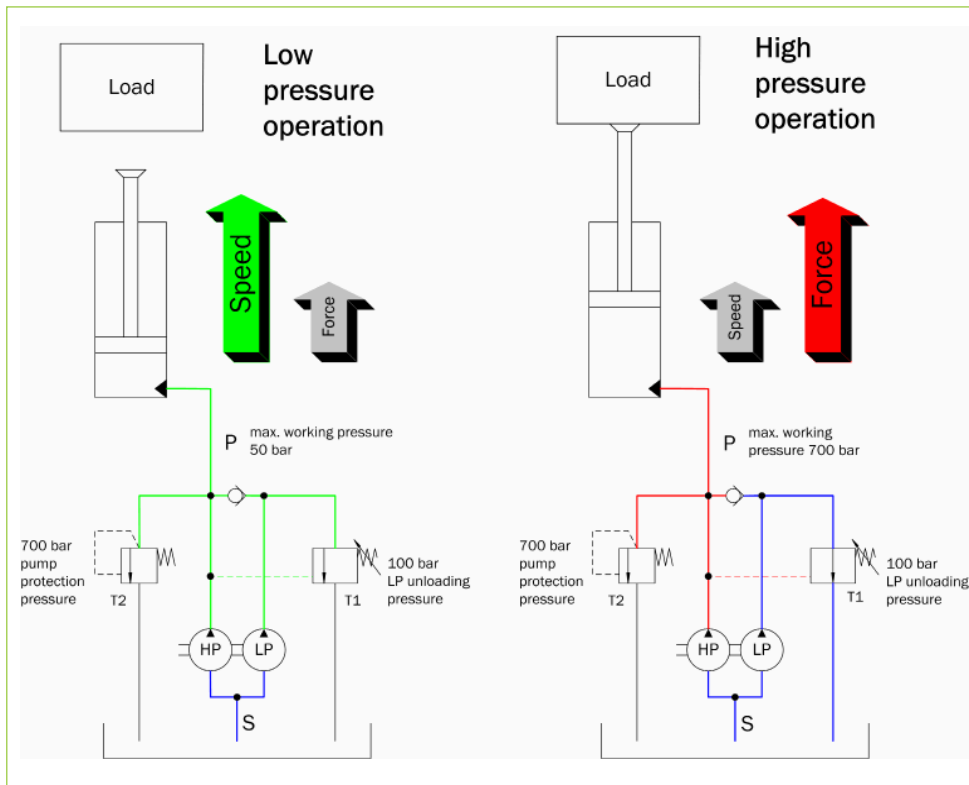 Load
Low
pressure
operation
Speed
Force
P
max. working pressure
50 bar
700 bar
pump
protection
pressure
T2
T1
100 bar
LP unloading
pressure
HP
LP
S
Load
High
pressure
operation
Speed
Force
P
max. working
pressure 700 bar
700 bar
pump
protection
pressure
T2
T1
100 bar
LP unloading
pressure
HP
LP
S